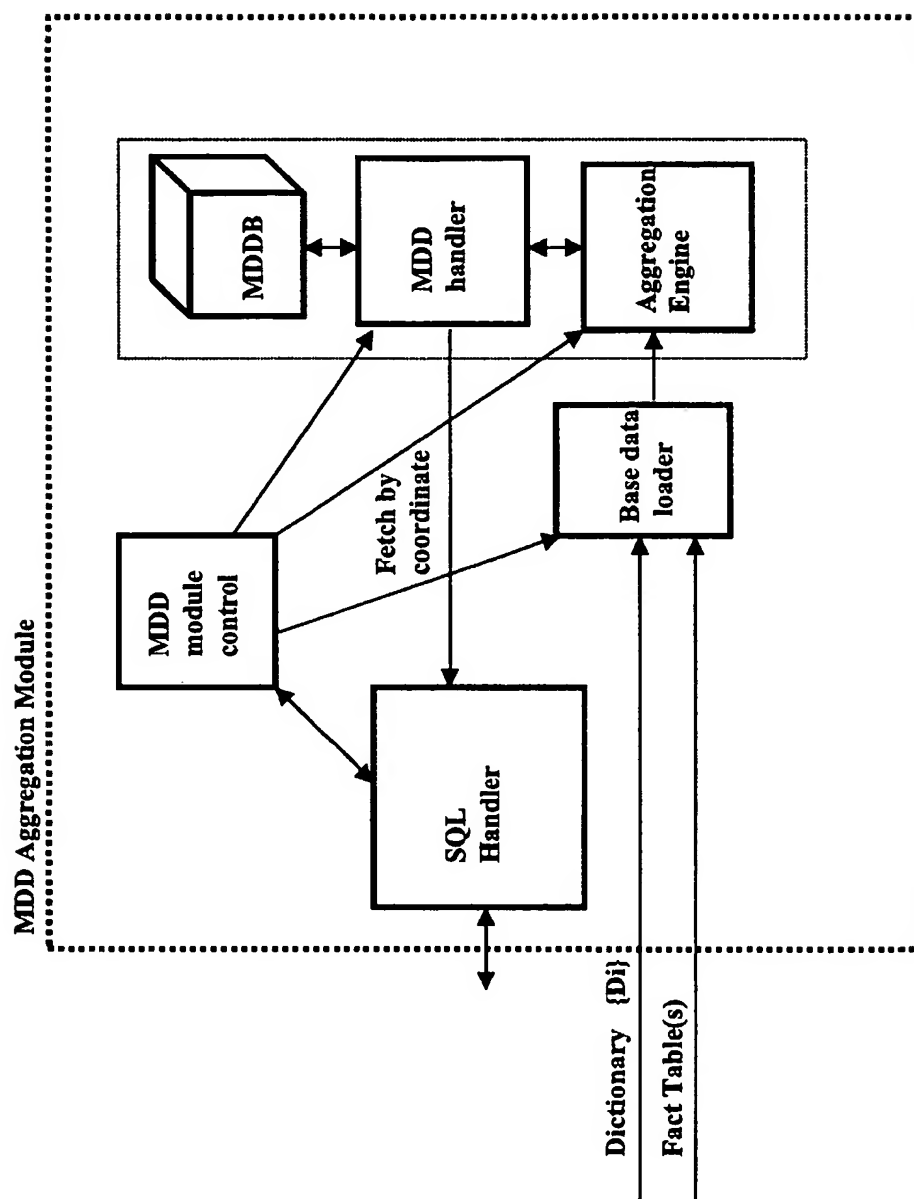 MDD Aggregation Module
SQL
Handler
MDD
module
control
Fetch by
coordinate
MDDB
MDD
handler
Aggregation
Engine
Base data
loader
Dictionary {Di}
Fact Table(s)